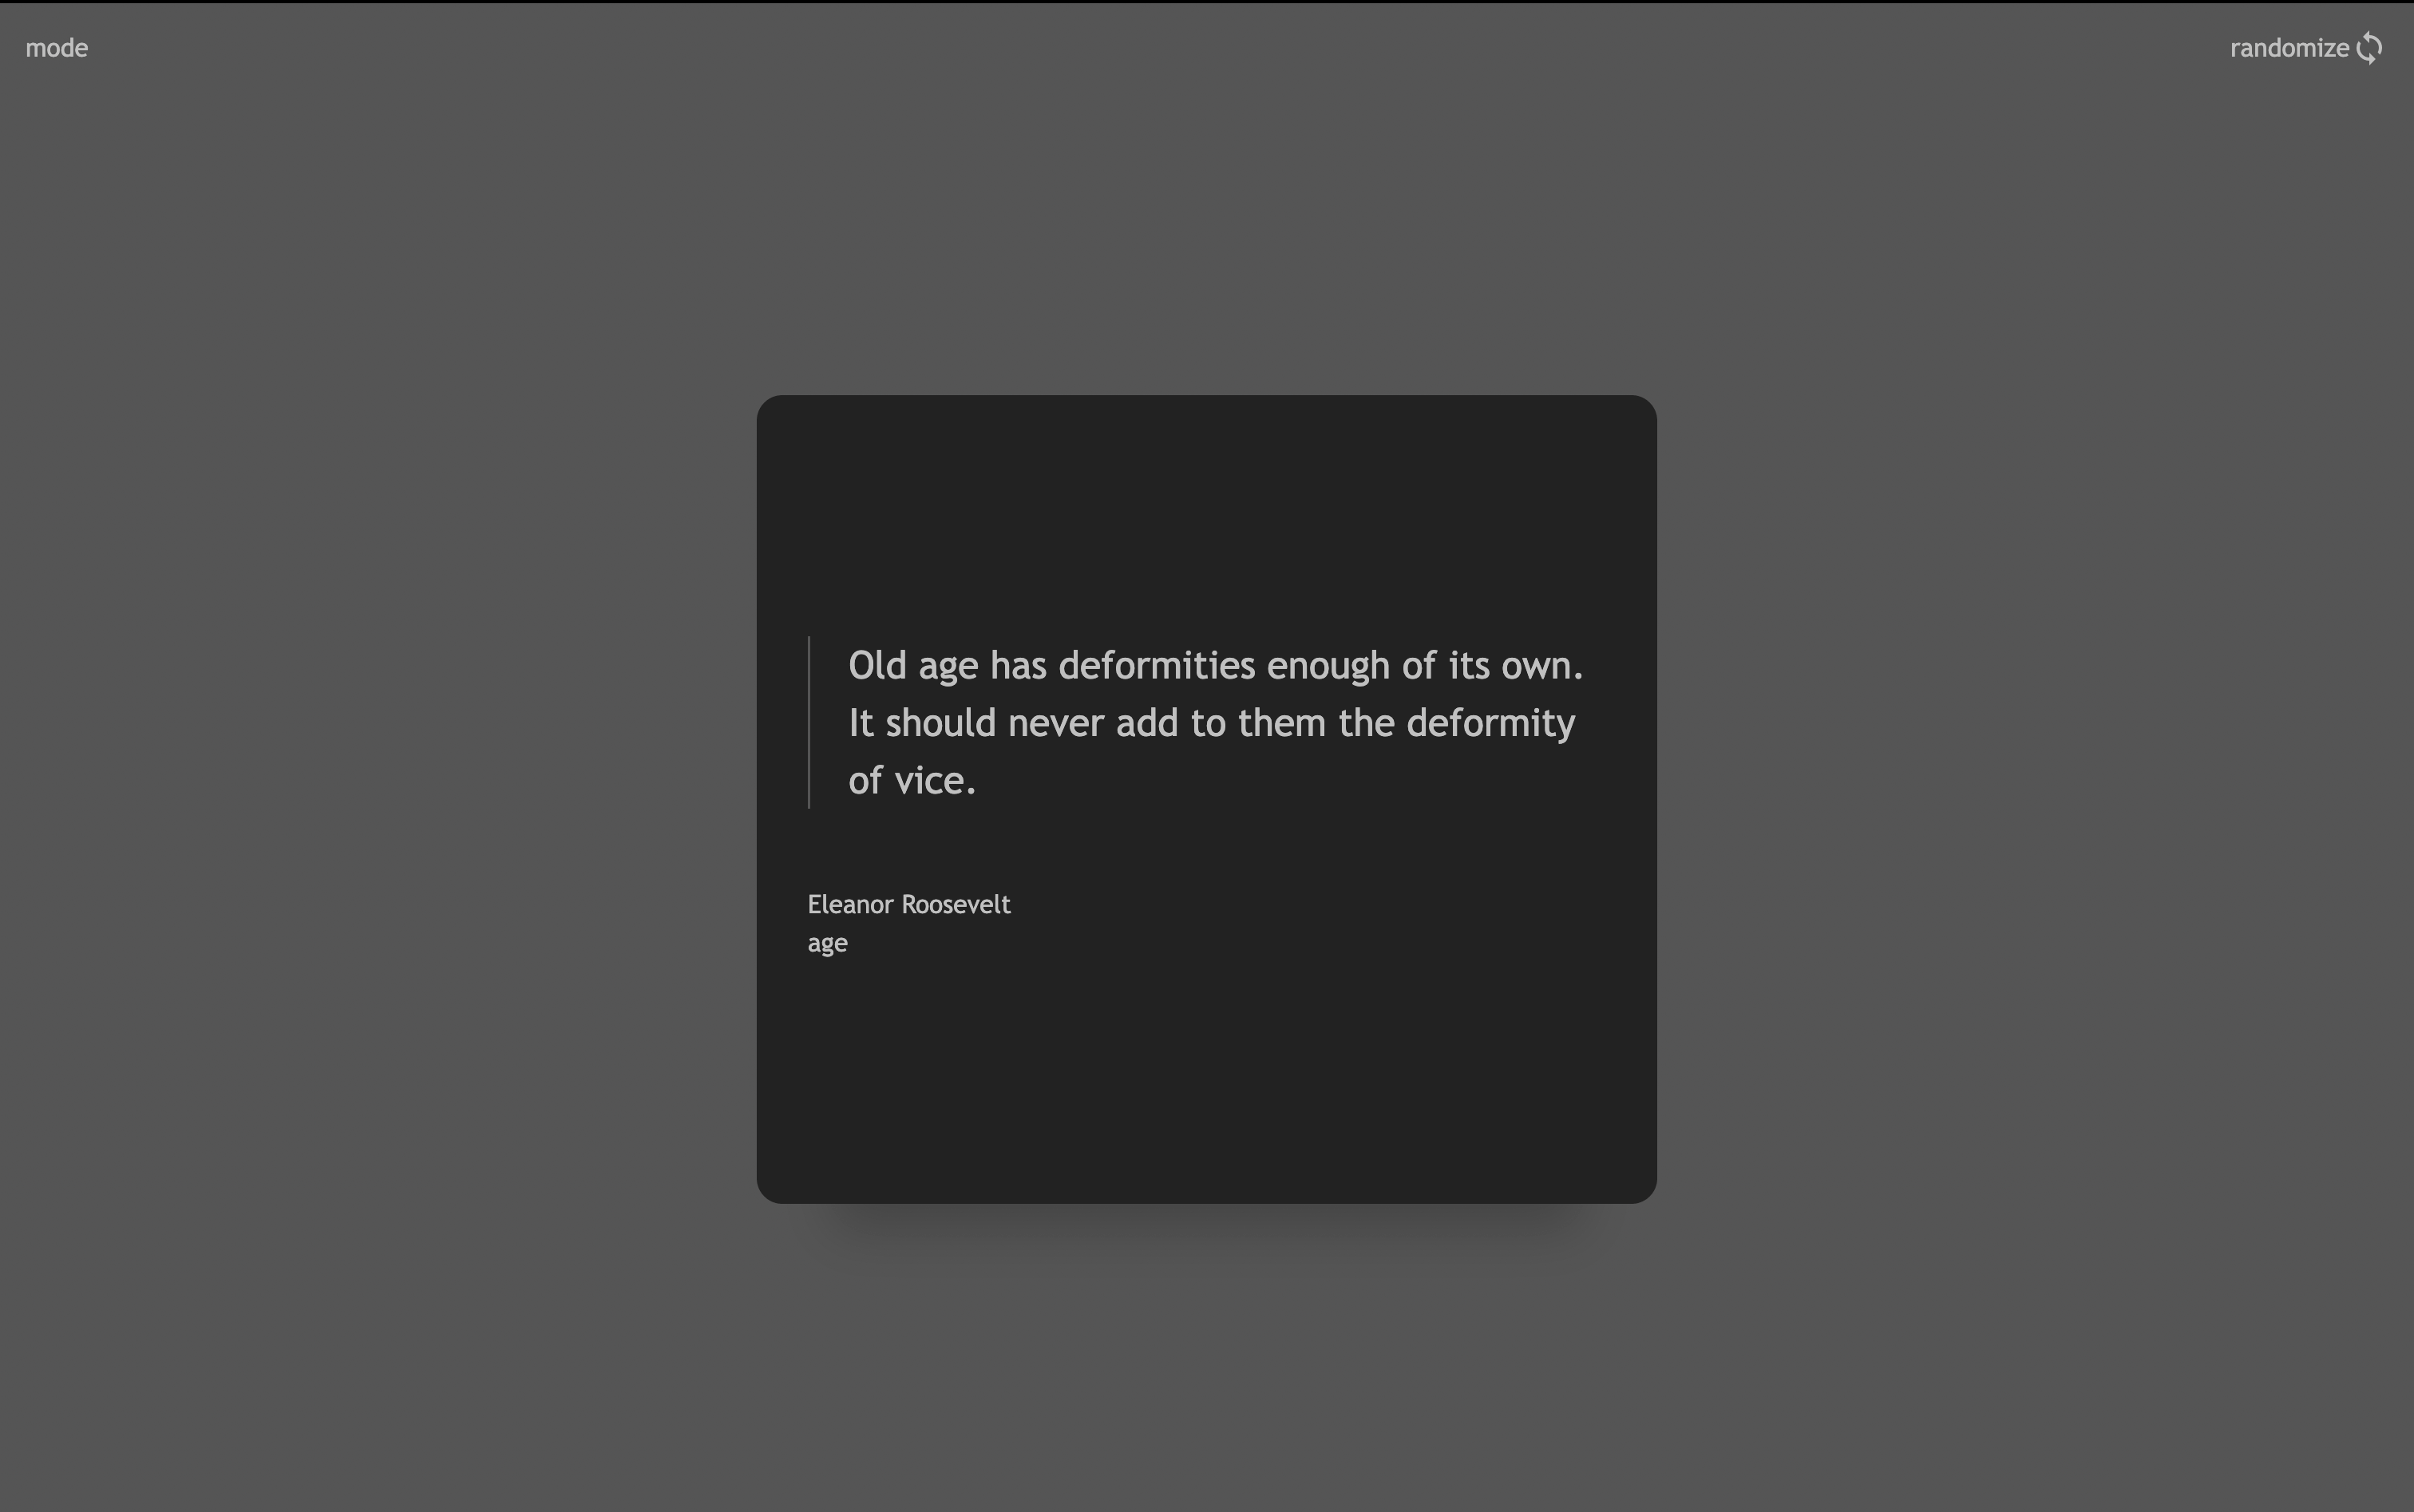 mode
randomize
Old age has deformities enough of its own.
It should never add to them the deformity
of vice.
Eleanor Roosevelt
age